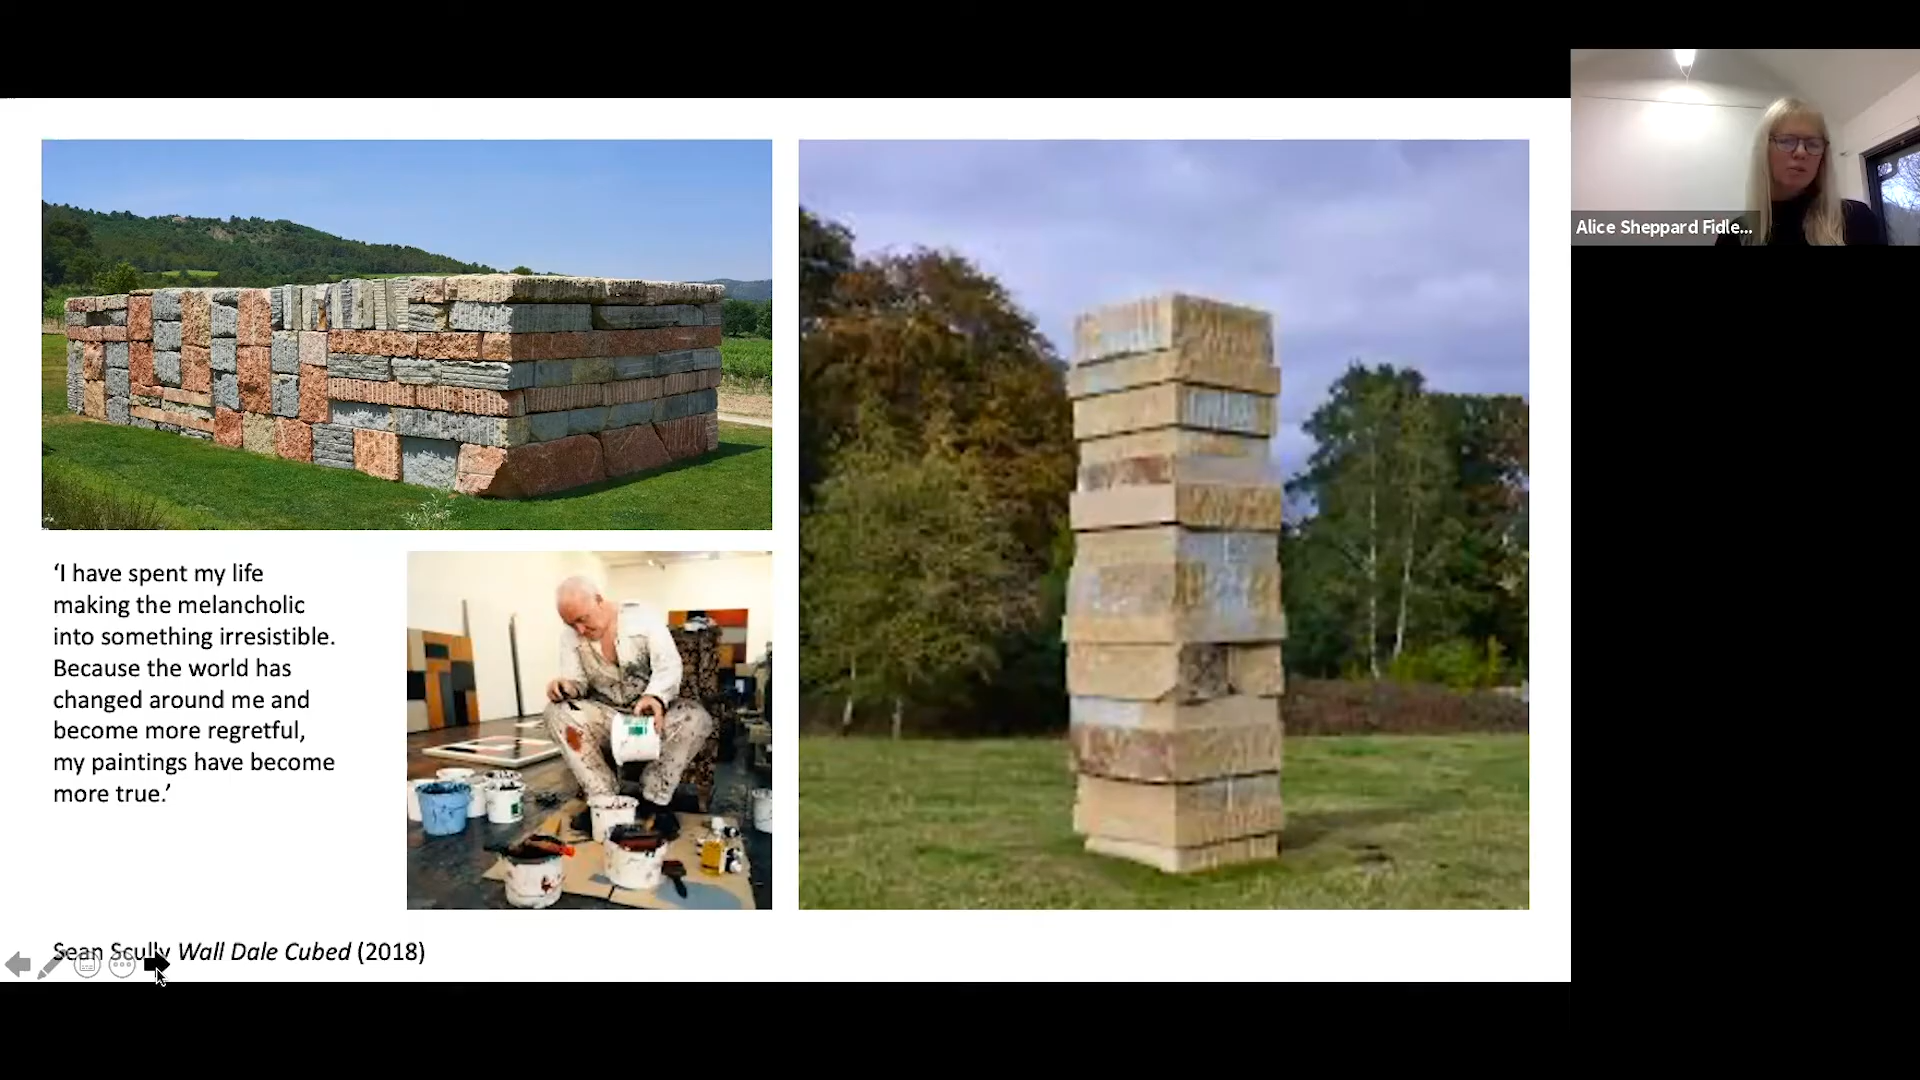 Alice Sheppard Fidle...
‘I have spent my life
making the melancholic
into something irresistible.
Because the world has
changed around me and
become more regretful,
my paintings have become
more true.’
Sean Scully Wall Dale Cubed (2018)